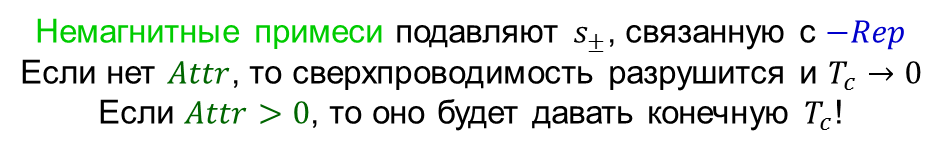 Немагнитные примеси подавляют s±, связанную с −Rep
Если нет Attr, то сверхпроводимость разрушится и Tc → 0
Если Attr > 0, то оно будет давать конечную Tc!